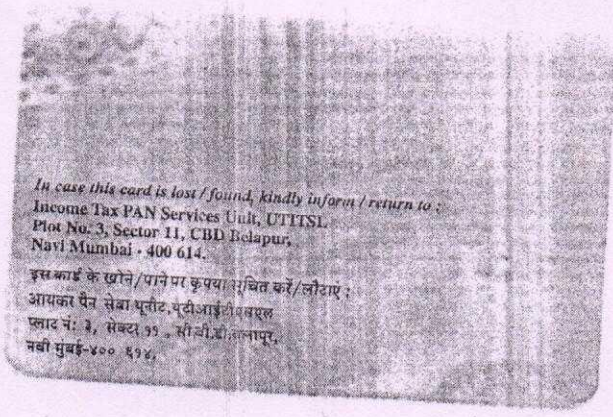 In case this card is lost / found, kindly inform / return to :
Income Tax PAN Services Unit, UTITSL
Plot No. 3, Sector 11, CBD Belapur,
Navi Mumbai - 400 614.
इस कार्ड के खोने/पाने पर कृपया सूचित करें/लौटाएं :
आयकर पैन सेवा यूनीट, यूटीआईटीएसएल
प्लाट नं: ३, सेक्टर ११ , सी.बी.डी.बेलापूर,
नवी मुंबई-४०० ६१४.